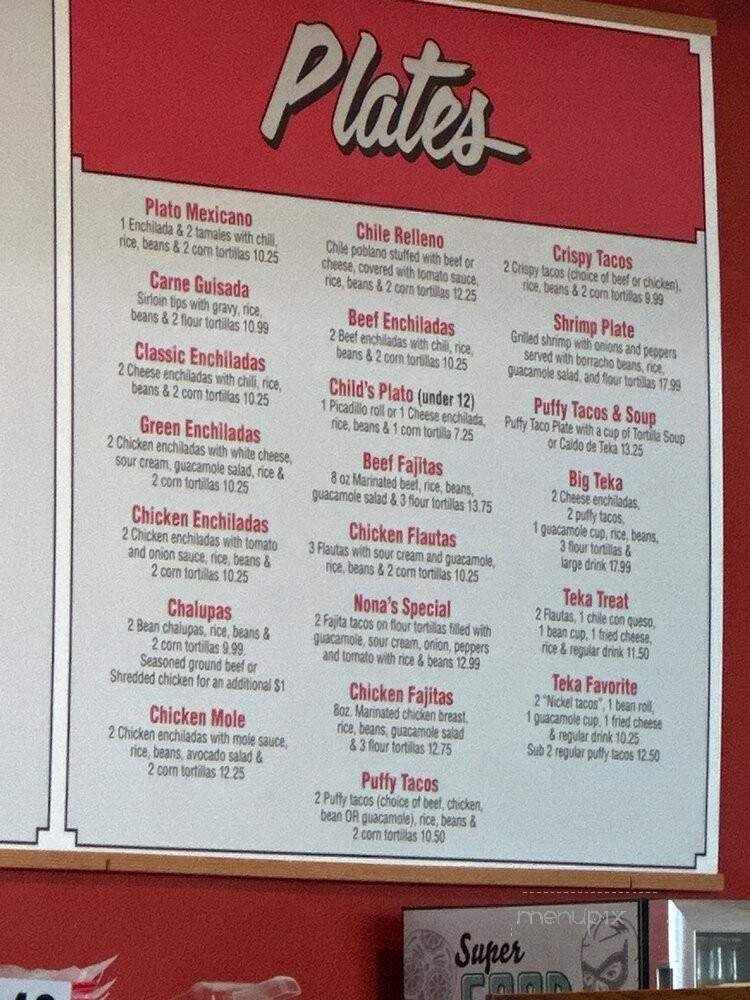 Plates
Plato Mexicano
1 Enchilada & 2 tamales with chili,
rice, beans & 2 corn tortillas 10.25
Carne Guisada
Sirloin tips with gravy, rice,
beans & 2 flour tortillas 10.99
Classic Enchiladas
2 Cheese enchiladas with chili, rice,
beans & 2 corn tortillas 10.25
Green Enchiladas
2 Chicken enchiladas with white cheese,
sour cream, guacamole salad, rice &
2 corn tortillas 10.25
Chicken Enchiladas
2 Chicken enchiladas with tomato
and onion sauce, rice, beans &
2 corn tortillas 10.25
Chalupas
2 Bean chalupas, rice, beans &
2 corn tortillas 9.99
Seasoned ground beef or
Shredded chicken for an additional $1
Chicken Mole
2 Chicken enchiladas with mole sauce,
rice, beans, avocado salad &
2 corn tortillas 12.25
Chile Relleno
Chile poblano stuffed with beef or
cheese, covered with tomato sauce,
rice, beans & 2 corn tortillas 12.25
Beef Enchiladas
2 Beef enchiladas with chili, rice,
beans & 2 corn tortillas 10.25
Child's Plato (under 12)
1 Picadillo roll or 1 Cheese enchilada,
rice, beans & 1 corn tortilla 7.25
Beef Fajitas
8 oz Marinated beef, rice, beans,
guacamole salad & 3 flour tortillas 13.75
Chicken Flautas
3 Flautas with sour cream and guacamole,
rice, beans & 2 corn tortillas 10.25
Nona's Special
2 Fajita tacos on flour tortillas filled with
guacamole, sour cream, onion, peppers
and tomato with rice & beans 12.99
Chicken Fajitas
8oz. Marinated chicken breast,
rice, beans, guacamole salad
& 3 flour tortillas 12.75
Puffy Tacos
2 Puffy tacos (choice of beef, chicken,
bean OR guacamole), rice, beans &
2 corn tortillas 10.50
Crispy Tacos
2 Crispy tacos (choice of beef or chicken),
rice, beans & 2 corn tortillas 9.99
Shrimp Plate
Grilled shrimp with onions and peppers
served with borracho beans, rice,
guacamole salad, and flour tortillas 17.99
Puffy Tacos & Soup
Puffy Taco Plate with a cup of Tortilla Soup
or Caldo de Teka 13.25
Big Teka
2 Cheese enchiladas,
2 puffy tacos,
1 guacamole cup, rice, beans,
3 flour tortillas &
large drink 17.99
Teka Treat
2 Flautas, 1 chile con queso,
1 bean cup, 1 fried cheese,
rice & regular drink 11.50
Teka Favorite
2 "Nickel tacos", 1 bean roll,
1 guacamole cup, 1 fried cheese
& regular drink 10.25
Sub 2 regular puffy tacos 12.50
menupix
Super